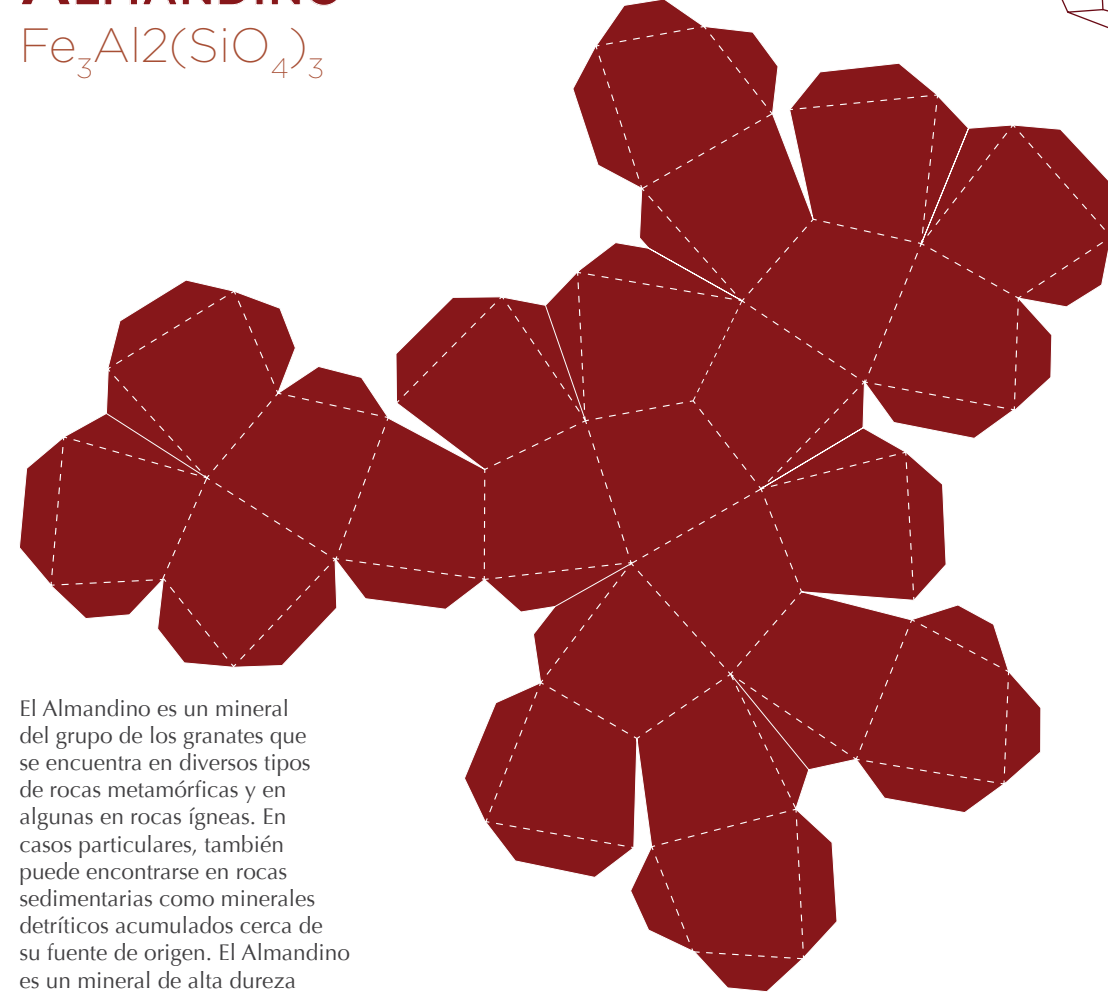 ALMANDINO
Fe₃Al2(SiO₄)₃
El Almandino es un mineral
del grupo de los granates que
se encuentra en diversos tipos
de rocas metamórficas y en
algunas en rocas ígneas. En
casos particulares, también
puede encontrarse en rocas
sedimentarias como minerales
detríticos acumulados cerca de
su fuente de origen. El Almandino
es un mineral de alta dureza